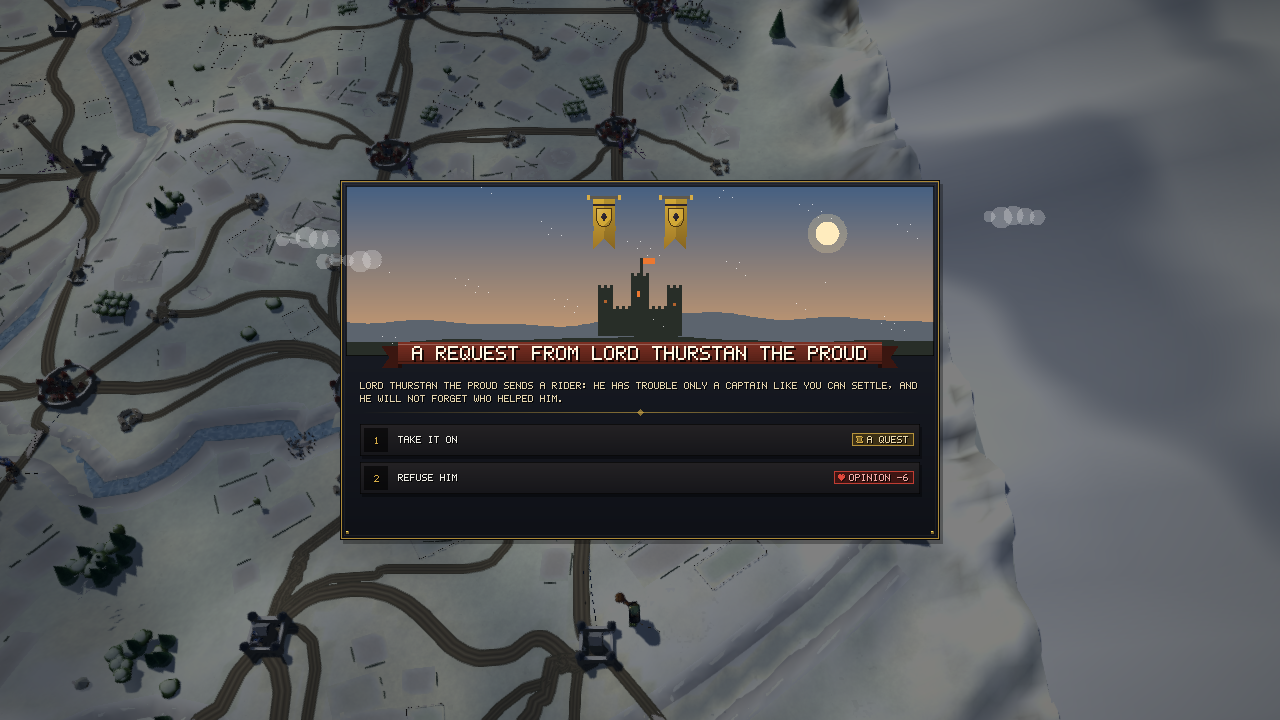 A REQUEST FROM LORD THURSTAN THE PROUD
LORD THURSTAN THE PROUD SENDS A RIDER: HE HAS TROUBLE ONLY A CAPTAIN LIKE YOU CAN SETTLE, AND
HE WILL NOT FORGET WHO HELPED HIM.
1 TAKE IT ON A QUEST
2 REFUSE HIM OPINION -6